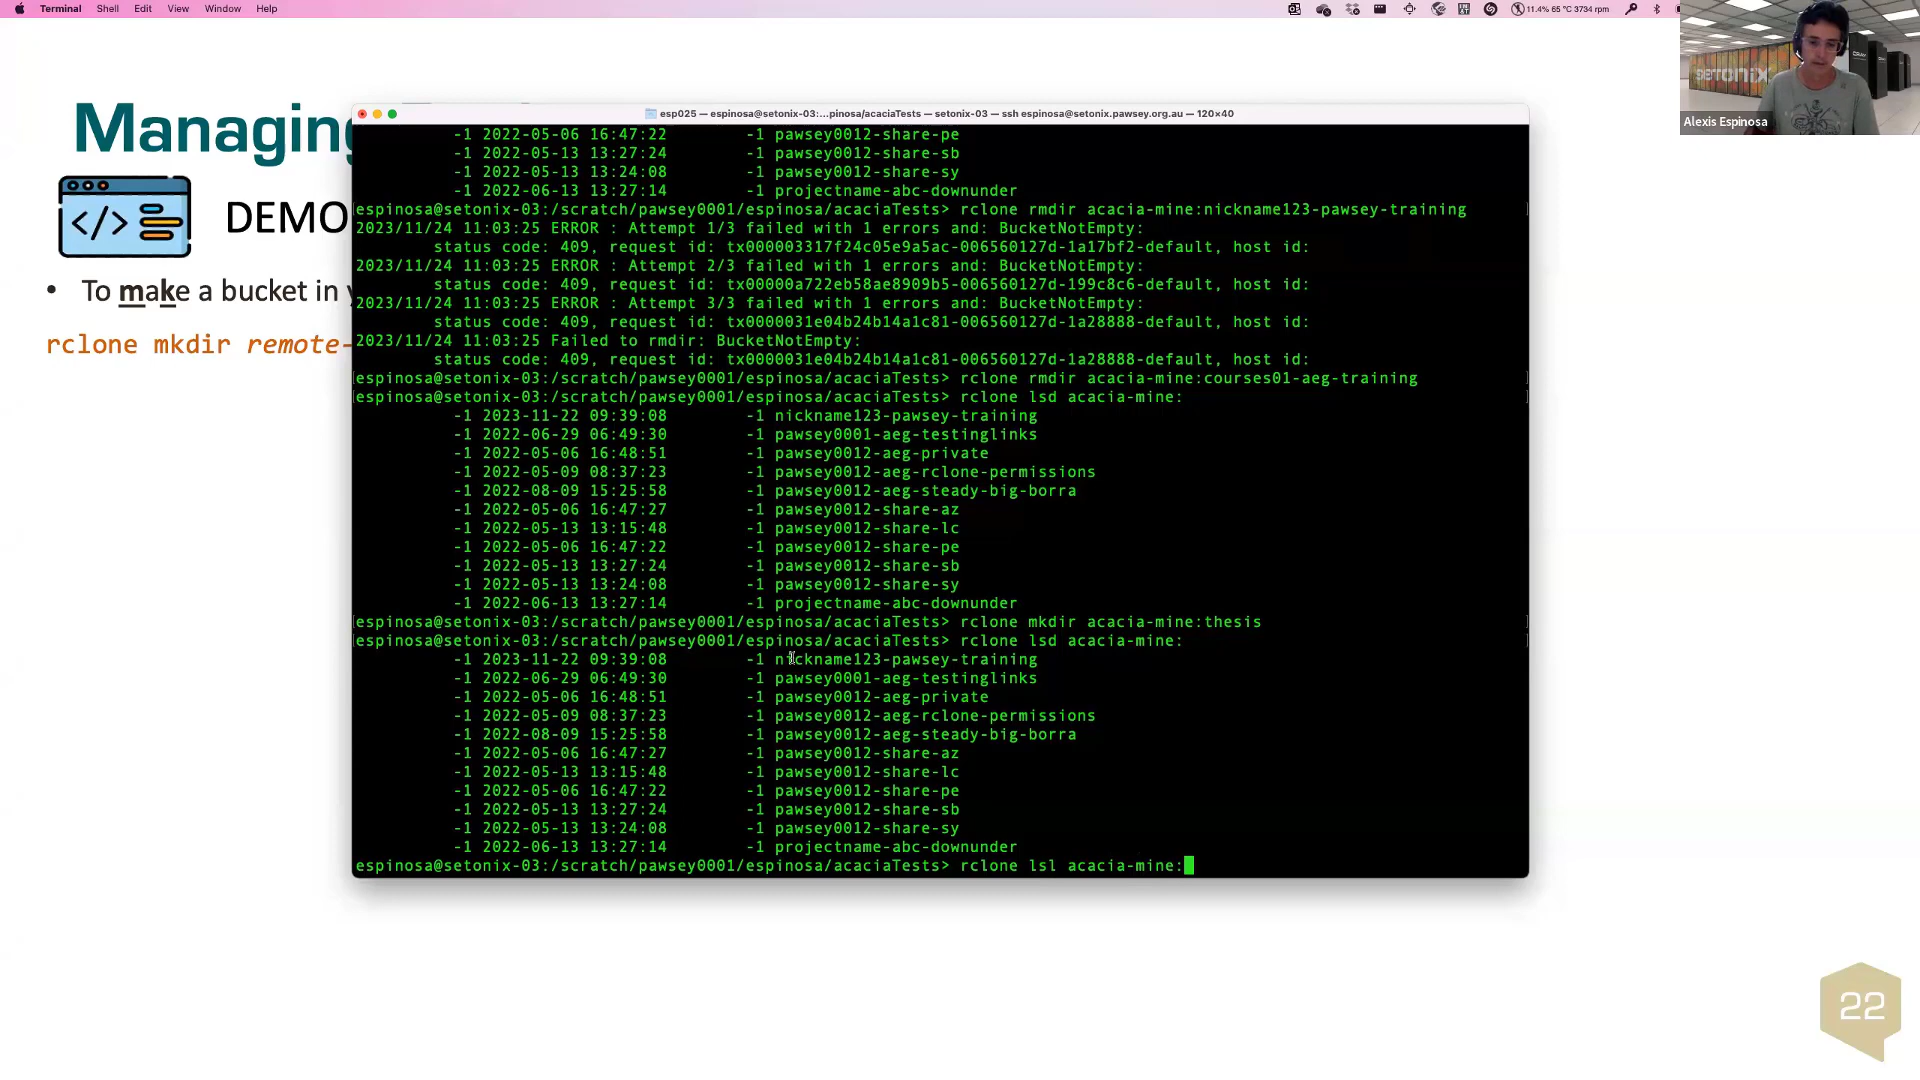 Terminal Shell Edit View Window Help
11.4% 65 °C 3734 rpm
setonix
Alexis Espinosa
Managing
DEMO
</>
• To make a bucket in y
rclone mkdir remote-
esp025 — espinosa@setonix-03:...pinosa/acaciaTests — setonix-03 — ssh espinosa@setonix.pawsey.org.au — 120×40
-1 2022-05-06 16:47:22 -1 pawsey0012-share-pe
-1 2022-05-13 13:27:24 -1 pawsey0012-share-sb
-1 2022-05-13 13:24:08 -1 pawsey0012-share-sy
-1 2022-06-13 13:27:14 -1 projectname-abc-downunder
[espinosa@setonix-03:/scratch/pawsey0001/espinosa/acaciaTests> rclone rmdir acacia-mine:nickname123-pawsey-training ]
2023/11/24 11:03:25 ERROR : Attempt 1/3 failed with 1 errors and: BucketNotEmpty:
status code: 409, request id: tx000003317f24c05e9a5ac-006560127d-1a17bf2-default, host id:
2023/11/24 11:03:25 ERROR : Attempt 2/3 failed with 1 errors and: BucketNotEmpty:
status code: 409, request id: tx00000a722eb58ae8909b5-006560127d-199c8c6-default, host id:
2023/11/24 11:03:25 ERROR : Attempt 3/3 failed with 1 errors and: BucketNotEmpty:
status code: 409, request id: tx0000031e04b24b14a1c81-006560127d-1a28888-default, host id:
2023/11/24 11:03:25 Failed to rmdir: BucketNotEmpty:
status code: 409, request id: tx0000031e04b24b14a1c81-006560127d-1a28888-default, host id:
[espinosa@setonix-03:/scratch/pawsey0001/espinosa/acaciaTests> rclone rmdir acacia-mine:courses01-aeg-training ]
[espinosa@setonix-03:/scratch/pawsey0001/espinosa/acaciaTests> rclone lsd acacia-mine: ]
-1 2023-11-22 09:39:08 -1 nickname123-pawsey-training
-1 2022-06-29 06:49:30 -1 pawsey0001-aeg-testinglinks
-1 2022-05-06 16:48:51 -1 pawsey0012-aeg-private
-1 2022-05-09 08:37:23 -1 pawsey0012-aeg-rclone-permissions
-1 2022-08-09 15:25:58 -1 pawsey0012-aeg-steady-big-borra
-1 2022-05-06 16:47:27 -1 pawsey0012-share-az
-1 2022-05-13 13:15:48 -1 pawsey0012-share-lc
-1 2022-05-06 16:47:22 -1 pawsey0012-share-pe
-1 2022-05-13 13:27:24 -1 pawsey0012-share-sb
-1 2022-05-13 13:24:08 -1 pawsey0012-share-sy
-1 2022-06-13 13:27:14 -1 projectname-abc-downunder
[espinosa@setonix-03:/scratch/pawsey0001/espinosa/acaciaTests> rclone mkdir acacia-mine:thesis ]
[espinosa@setonix-03:/scratch/pawsey0001/espinosa/acaciaTests> rclone lsd acacia-mine: ]
-1 2023-11-22 09:39:08 -1 nickname123-pawsey-training
-1 2022-06-29 06:49:30 -1 pawsey0001-aeg-testinglinks
-1 2022-05-06 16:48:51 -1 pawsey0012-aeg-private
-1 2022-05-09 08:37:23 -1 pawsey0012-aeg-rclone-permissions
-1 2022-08-09 15:25:58 -1 pawsey0012-aeg-steady-big-borra
-1 2022-05-06 16:47:27 -1 pawsey0012-share-az
-1 2022-05-13 13:15:48 -1 pawsey0012-share-lc
-1 2022-05-06 16:47:22 -1 pawsey0012-share-pe
-1 2022-05-13 13:27:24 -1 pawsey0012-share-sb
-1 2022-05-13 13:24:08 -1 pawsey0012-share-sy
-1 2022-06-13 13:27:14 -1 projectname-abc-downunder
espinosa@setonix-03:/scratch/pawsey0001/espinosa/acaciaTests> rclone lsl acacia-mine:
22